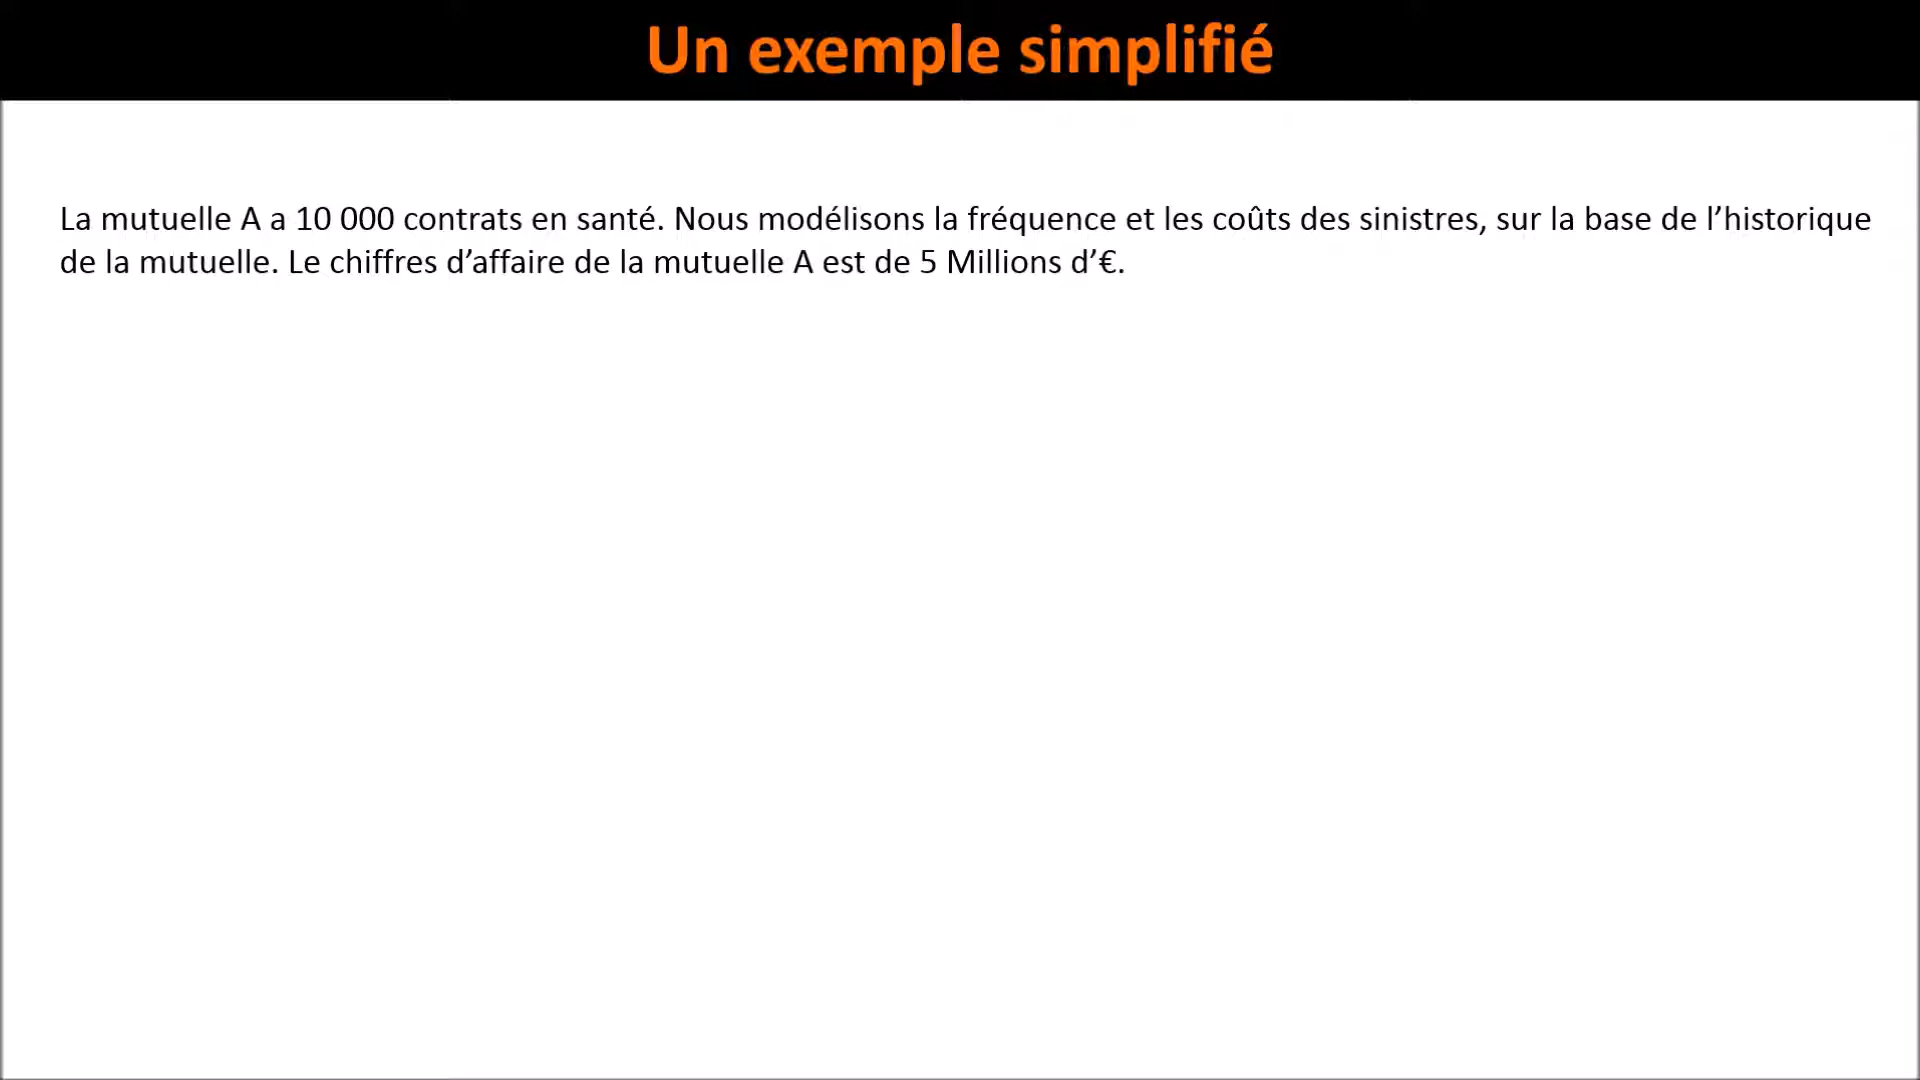 Un exemple simplifié
La mutuelle A a 10 000 contrats en santé. Nous modélisons la fréquence et les coûts des sinistres, sur la base de l’historique
de la mutuelle. Le chiffres d’affaire de la mutuelle A est de 5 Millions d’€.